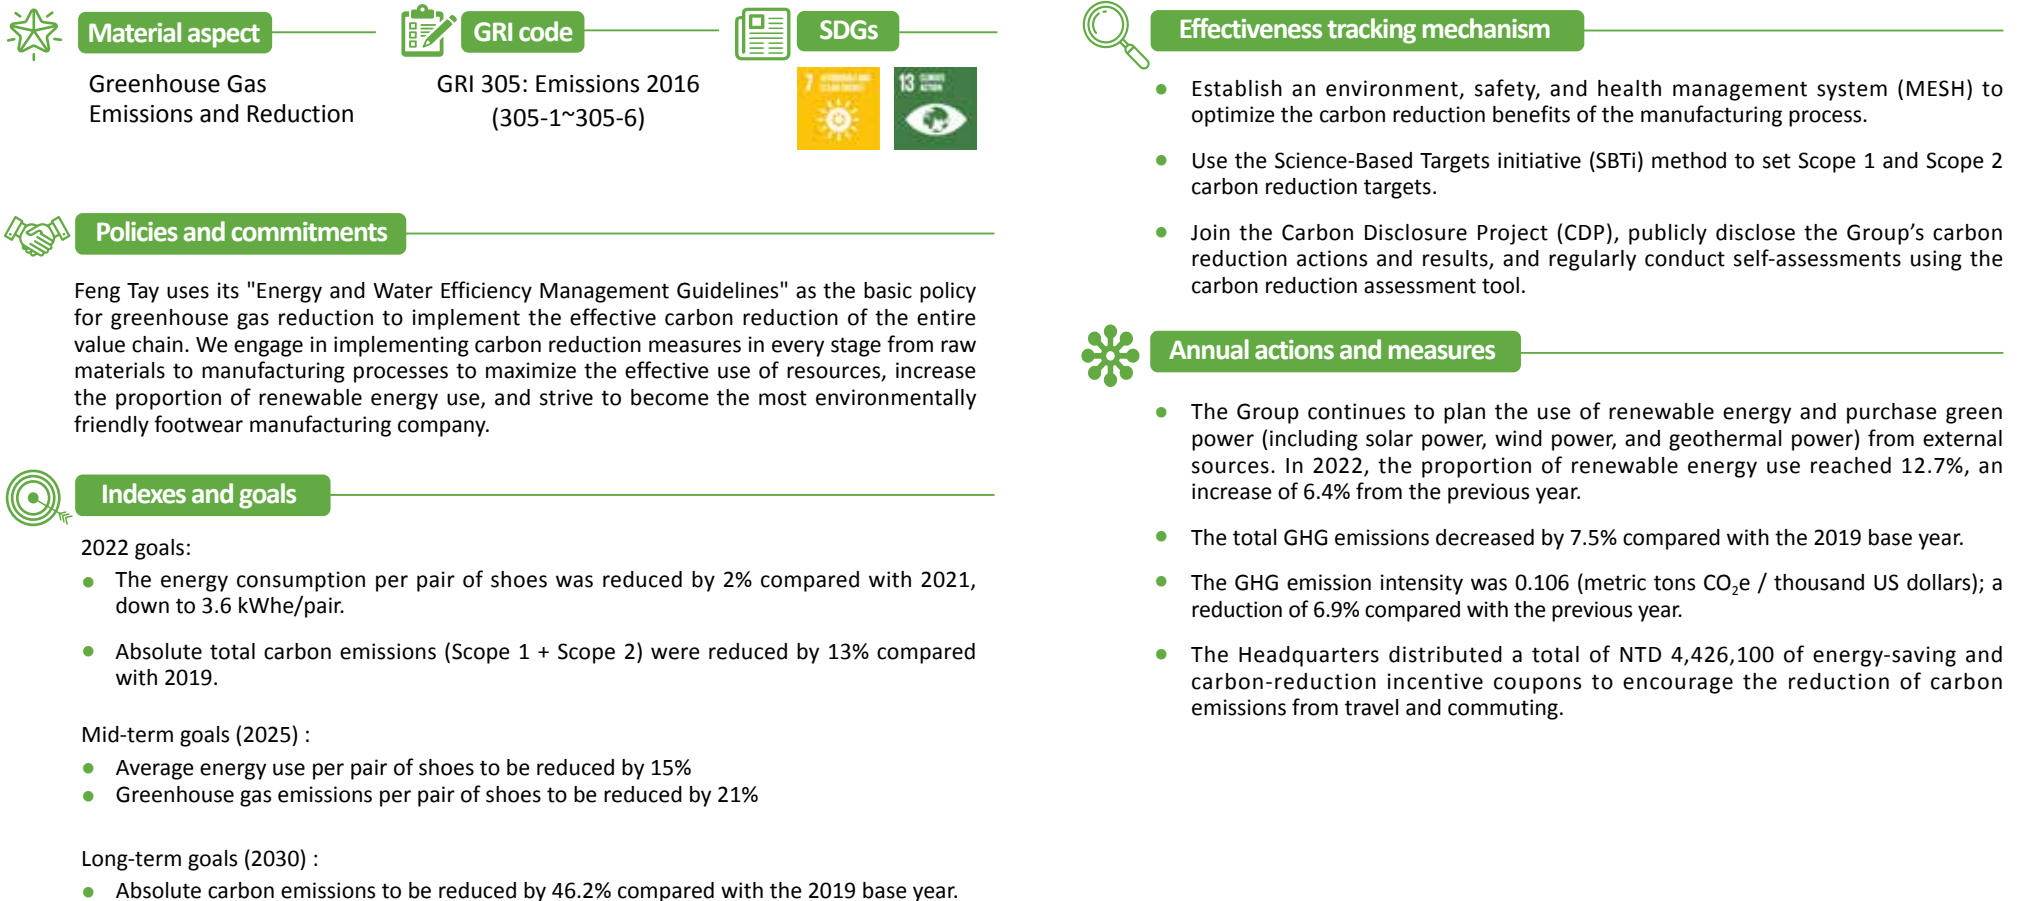 Material aspect
Greenhouse Gas
Emissions and Reduction
GRI code
GRI 305: Emissions 2016
(305-1~305-6)
SDGs
7 AFFORDABLE AND
CLEAN ENERGY
13 CLIMATE
ACTION
Policies and commitments
Feng Tay uses its "Energy and Water Efficiency Management Guidelines" as the basic policy
for greenhouse gas reduction to implement the effective carbon reduction of the entire
value chain. We engage in implementing carbon reduction measures in every stage from raw
materials to manufacturing processes to maximize the effective use of resources, increase
the proportion of renewable energy use, and strive to become the most environmentally
friendly footwear manufacturing company.
Indexes and goals
2022 goals:
• The energy consumption per pair of shoes was reduced by 2% compared with 2021,
down to 3.6 kWhe/pair.
• Absolute total carbon emissions (Scope 1 + Scope 2) were reduced by 13% compared
with 2019.
Mid-term goals (2025) :
• Average energy use per pair of shoes to be reduced by 15%
• Greenhouse gas emissions per pair of shoes to be reduced by 21%
Long-term goals (2030) :
• Absolute carbon emissions to be reduced by 46.2% compared with the 2019 base year.
Effectiveness tracking mechanism
• Establish an environment, safety, and health management system (MESH) to
optimize the carbon reduction benefits of the manufacturing process.
• Use the Science-Based Targets initiative (SBTi) method to set Scope 1 and Scope 2
carbon reduction targets.
• Join the Carbon Disclosure Project (CDP), publicly disclose the Group’s carbon
reduction actions and results, and regularly conduct self-assessments using the
carbon reduction assessment tool.
Annual actions and measures
• The Group continues to plan the use of renewable energy and purchase green
power (including solar power, wind power, and geothermal power) from external
sources. In 2022, the proportion of renewable energy use reached 12.7%, an
increase of 6.4% from the previous year.
• The total GHG emissions decreased by 7.5% compared with the 2019 base year.
• The GHG emission intensity was 0.106 (metric tons CO₂e / thousand US dollars); a
reduction of 6.9% compared with the previous year.
• The Headquarters distributed a total of NTD 4,426,100 of energy-saving and
carbon-reduction incentive coupons to encourage the reduction of carbon
emissions from travel and commuting.